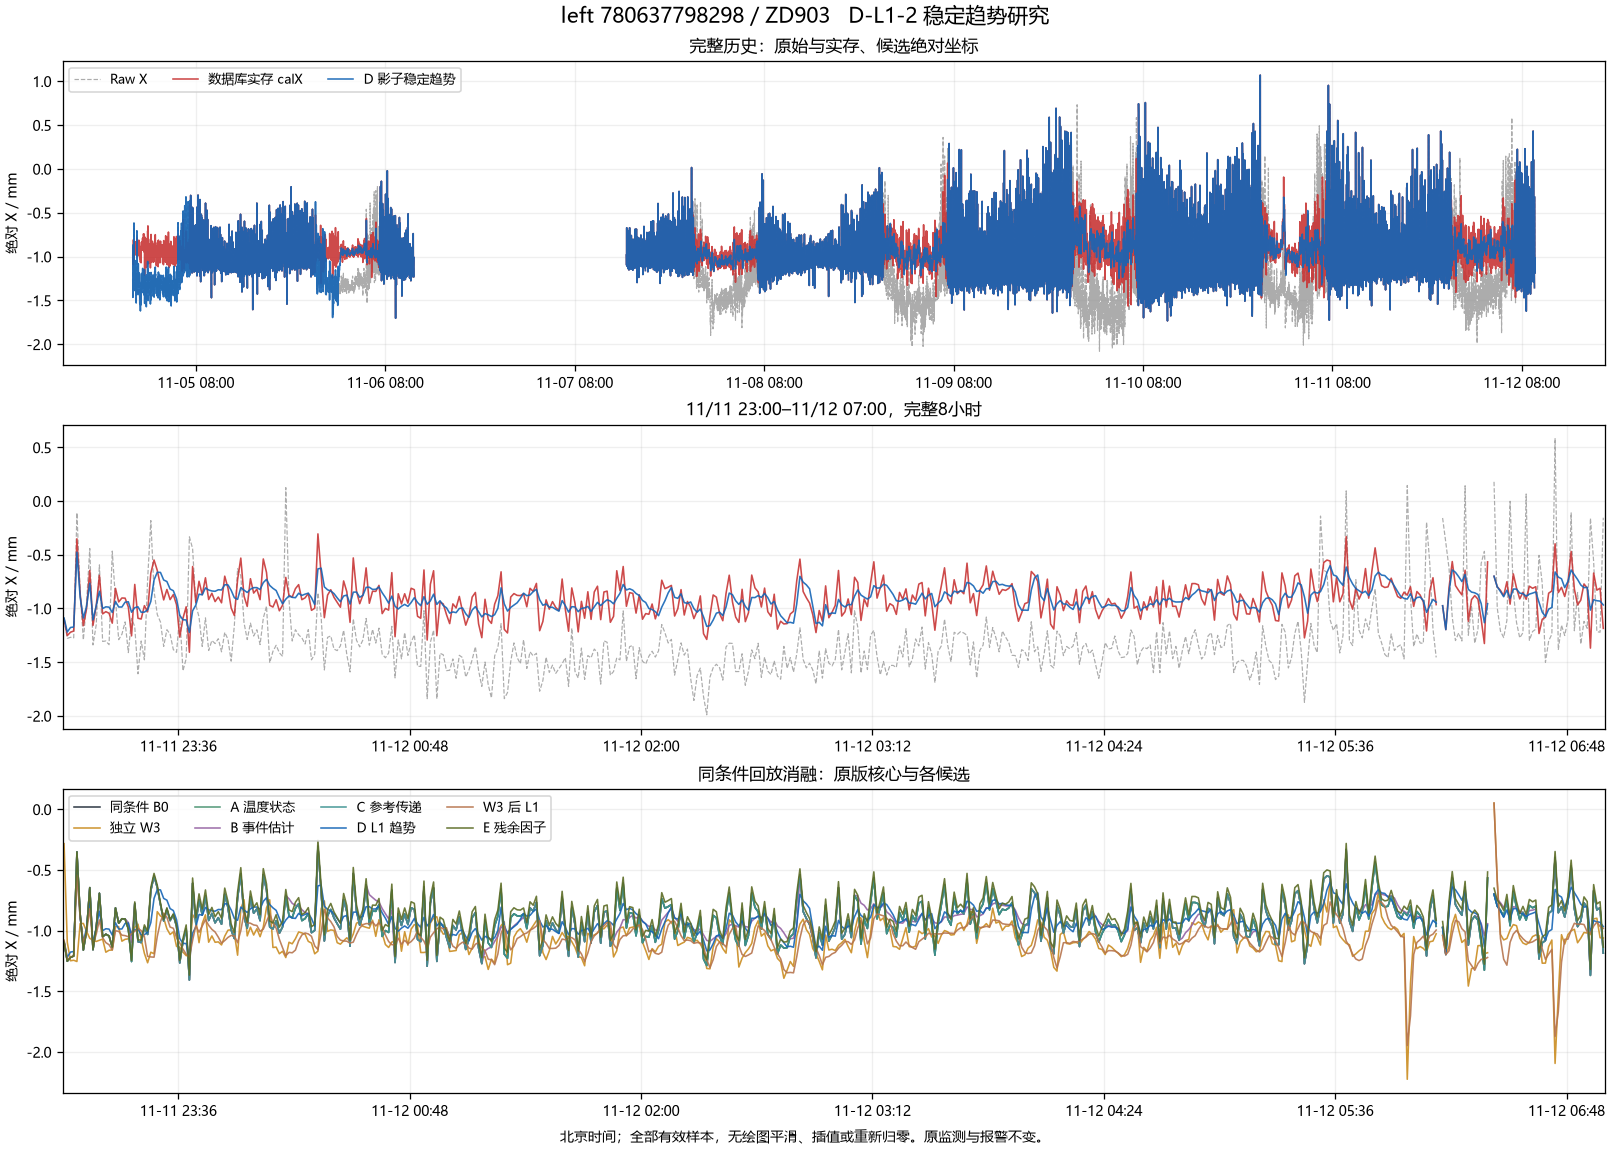 left 780637798298 / ZD903   D-L1-2 稳定趋势研究
完整历史：原始与实存、候选绝对坐标
Raw X
数据库实存 calX
D 影子稳定趋势
绝对 X / mm
1.0
0.5
0.0
-0.5
-1.0
-1.5
-2.0
11-05 08:00
11-06 08:00
11-07 08:00
11-08 08:00
11-09 08:00
11-10 08:00
11-11 08:00
11-12 08:00
11/11 23:00–11/12 07:00，完整8小时
绝对 X / mm
0.5
0.0
-0.5
-1.0
-1.5
-2.0
11-11 23:36
11-12 00:48
11-12 02:00
11-12 03:12
11-12 04:24
11-12 05:36
11-12 06:48
同条件回放消融：原版核心与各候选
同条件 B0
A 温度状态
C 参考传递
W3 后 L1
独立 W3
B 事件估计
D L1 趋势
E 残余因子
绝对 X / mm
0.0
-0.5
-1.0
-1.5
-2.0
11-11 23:36
11-12 00:48
11-12 02:00
11-12 03:12
11-12 04:24
11-12 05:36
11-12 06:48
北京时间；全部有效样本，无绘图平滑、插值或重新归零。原监测与报警不变。